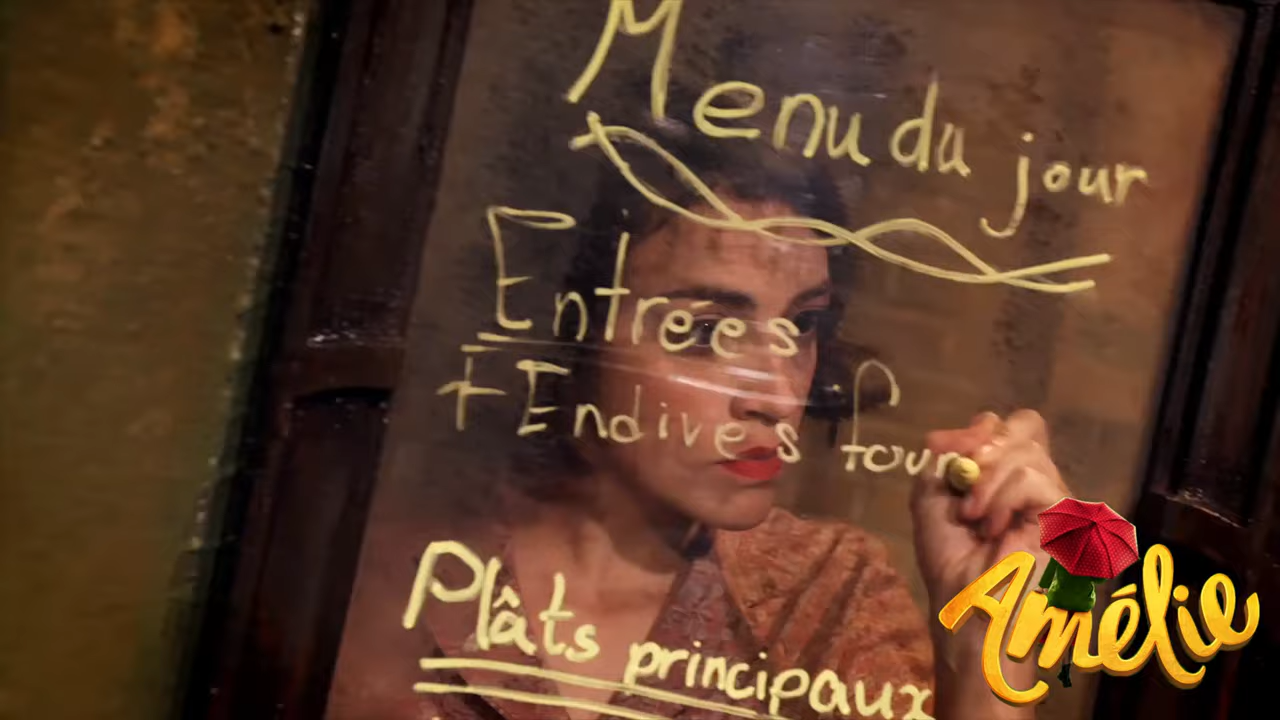 Menu du jour
Entrées
+ Endives four
Plâts principaux
Amélie